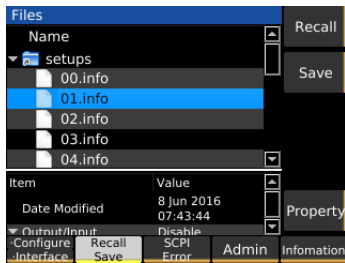 Files
Recall
Name
setups
Save
00.info
01.info
02.info
03.info
04.info
Item Value
Date Modified 8 Jun 2016
07:43:44
Property
Output/Input Disable
·Configure
·Interface
Recall
Save
SCPI
Error
Admin
Infomation